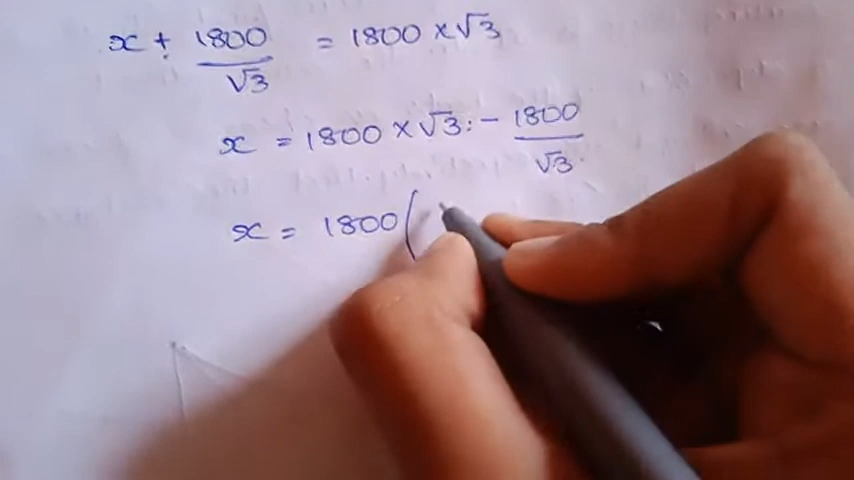 x + 1800/√3 = 1800 × √3
x = 1800 × √3 - 1800/√3
x = 1800 (